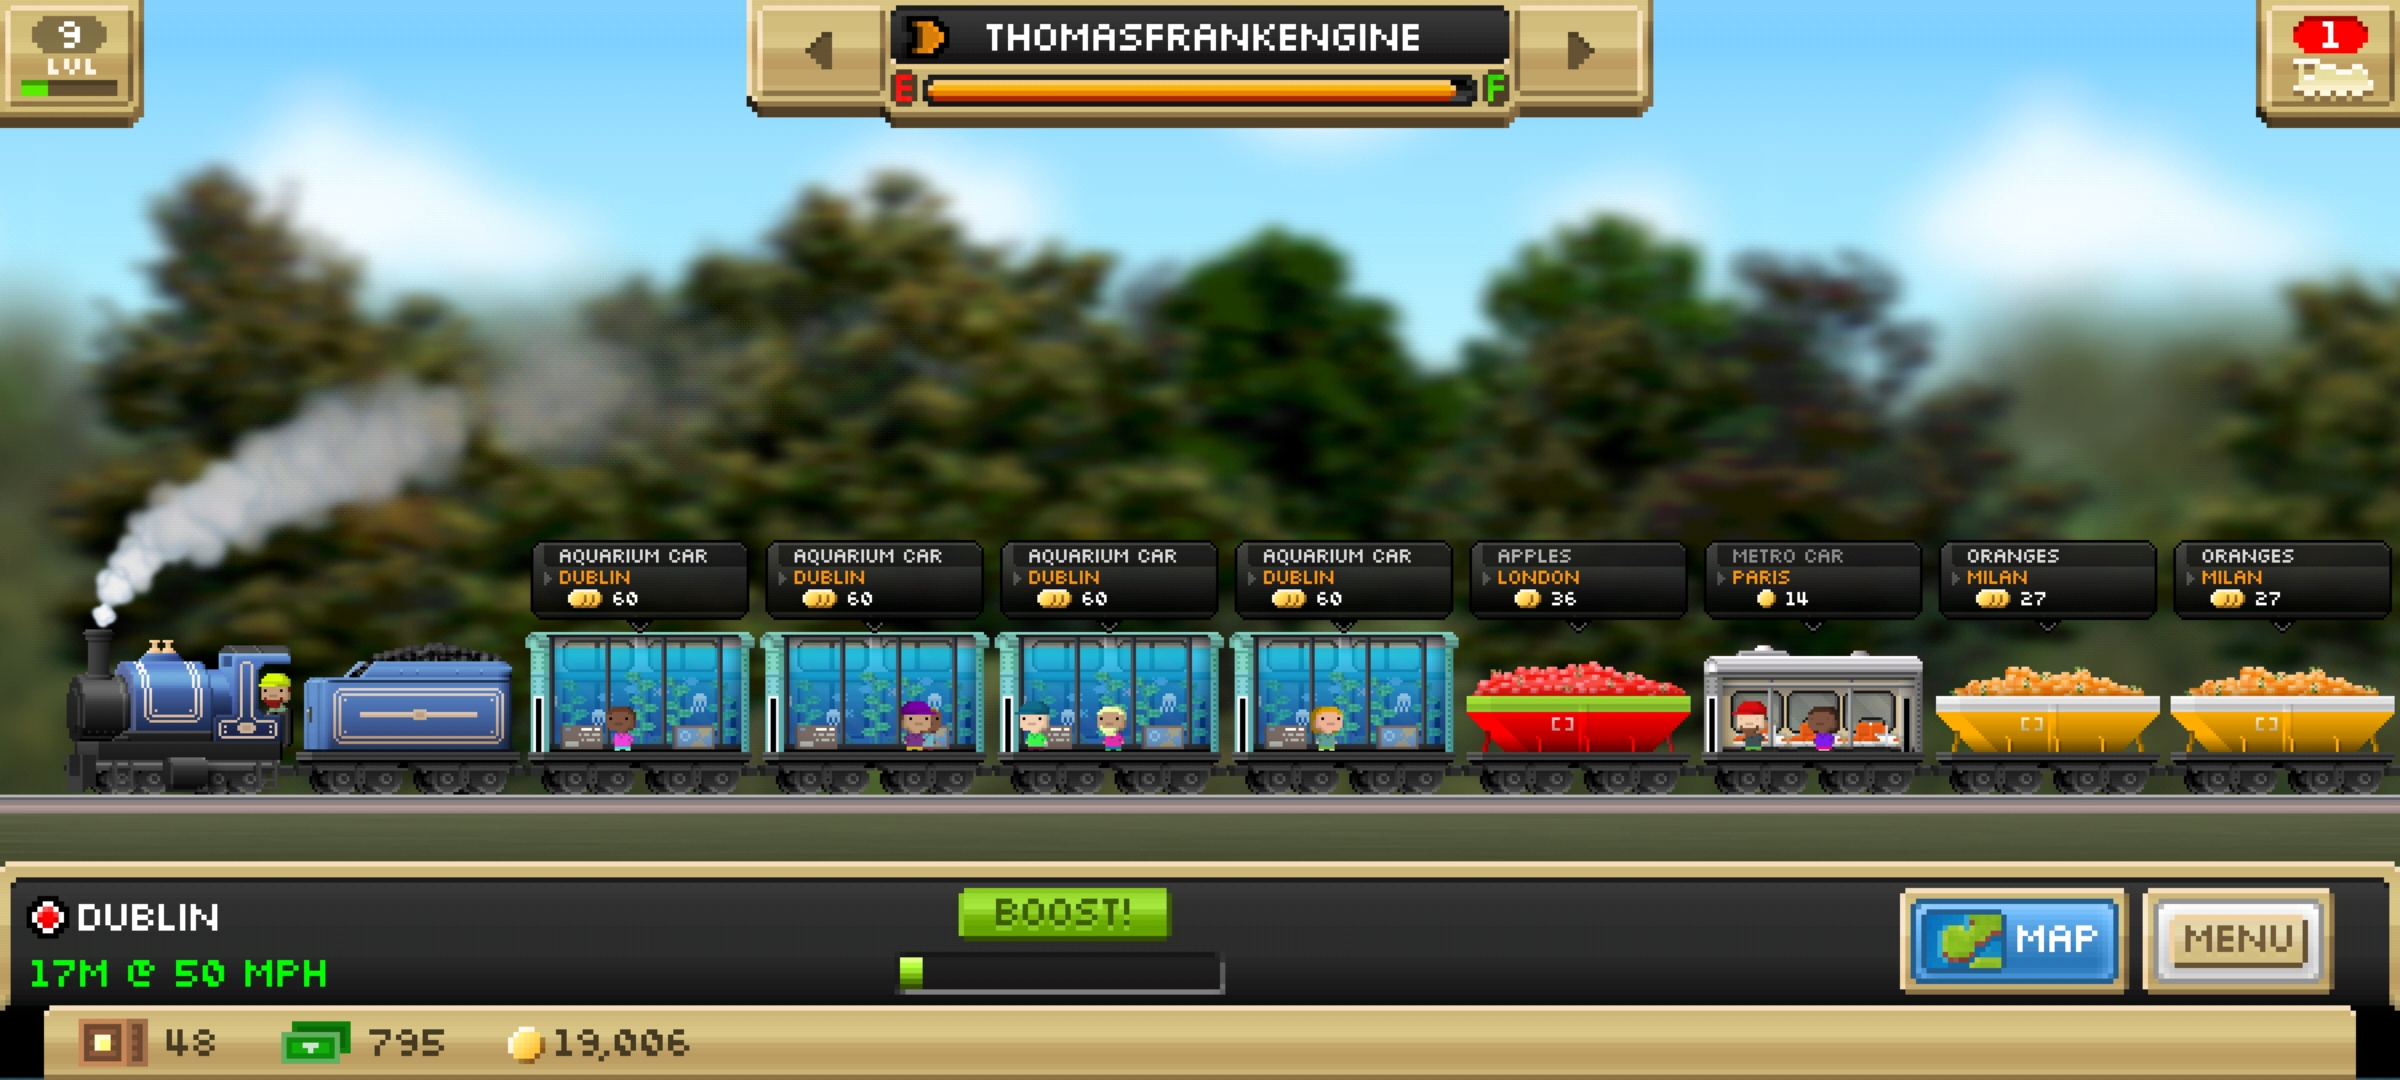 9
LVL
THOMASFRANKENGINE
E F
1
AQUARIUM CAR
DUBLIN
60
AQUARIUM CAR
DUBLIN
60
AQUARIUM CAR
DUBLIN
60
AQUARIUM CAR
DUBLIN
60
APPLES
LONDON
36
METRO CAR
PARIS
14
ORANGES
MILAN
27
ORANGES
MILAN
27
DUBLIN
17M @ 50 MPH
BOOST!
MAP
MENU
48
795
19,006